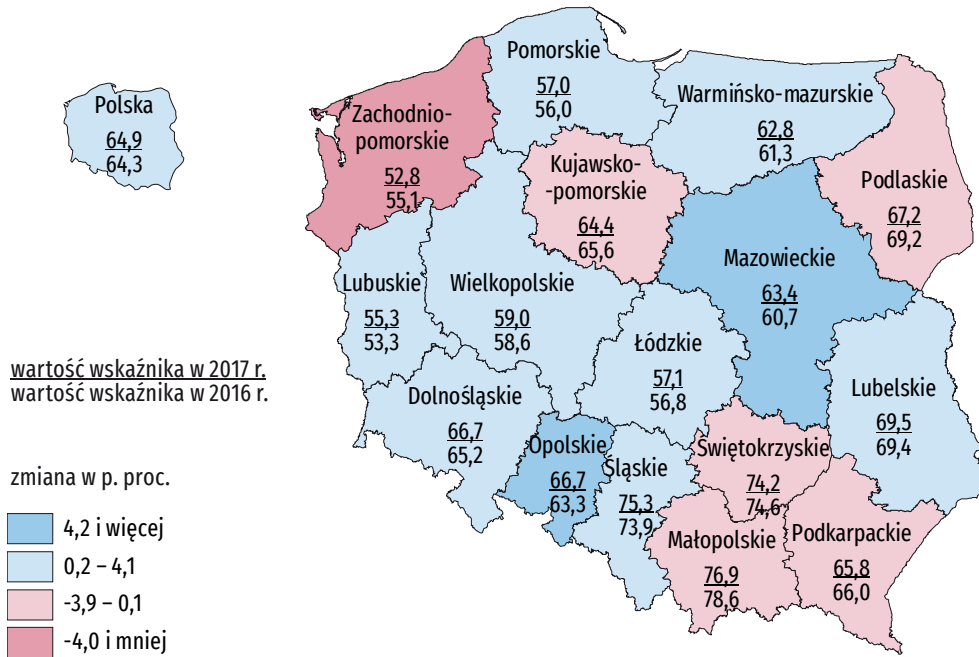 Polska
64,9
64,3
Zachodnio-
pomorskie
52,8
55,1
Pomorskie
57,0
56,0
Warmińsko-mazurskie
62,8
61,3
Kujawsko-
-pomorskie
64,4
65,6
Podlaskie
67,2
69,2
Mazowieckie
63,4
60,7
Lubuskie
55,3
53,3
Wielkopolskie
59,0
58,6
Łódzkie
57,1
56,8
Lubelskie
69,5
69,4
Dolnośląskie
66,7
65,2
Opolskie
66,7
63,3
Śląskie
75,3
73,9
Świętokrzyskie
74,2
74,6
Małopolskie
76,9
78,6
Podkarpackie
65,8
66,0
wartość wskaźnika w 2017 r.
wartość wskaźnika w 2016 r.
zmiana w p. proc.
4,2 i więcej
0,2 – 4,1
-3,9 – 0,1
-4,0 i mniej